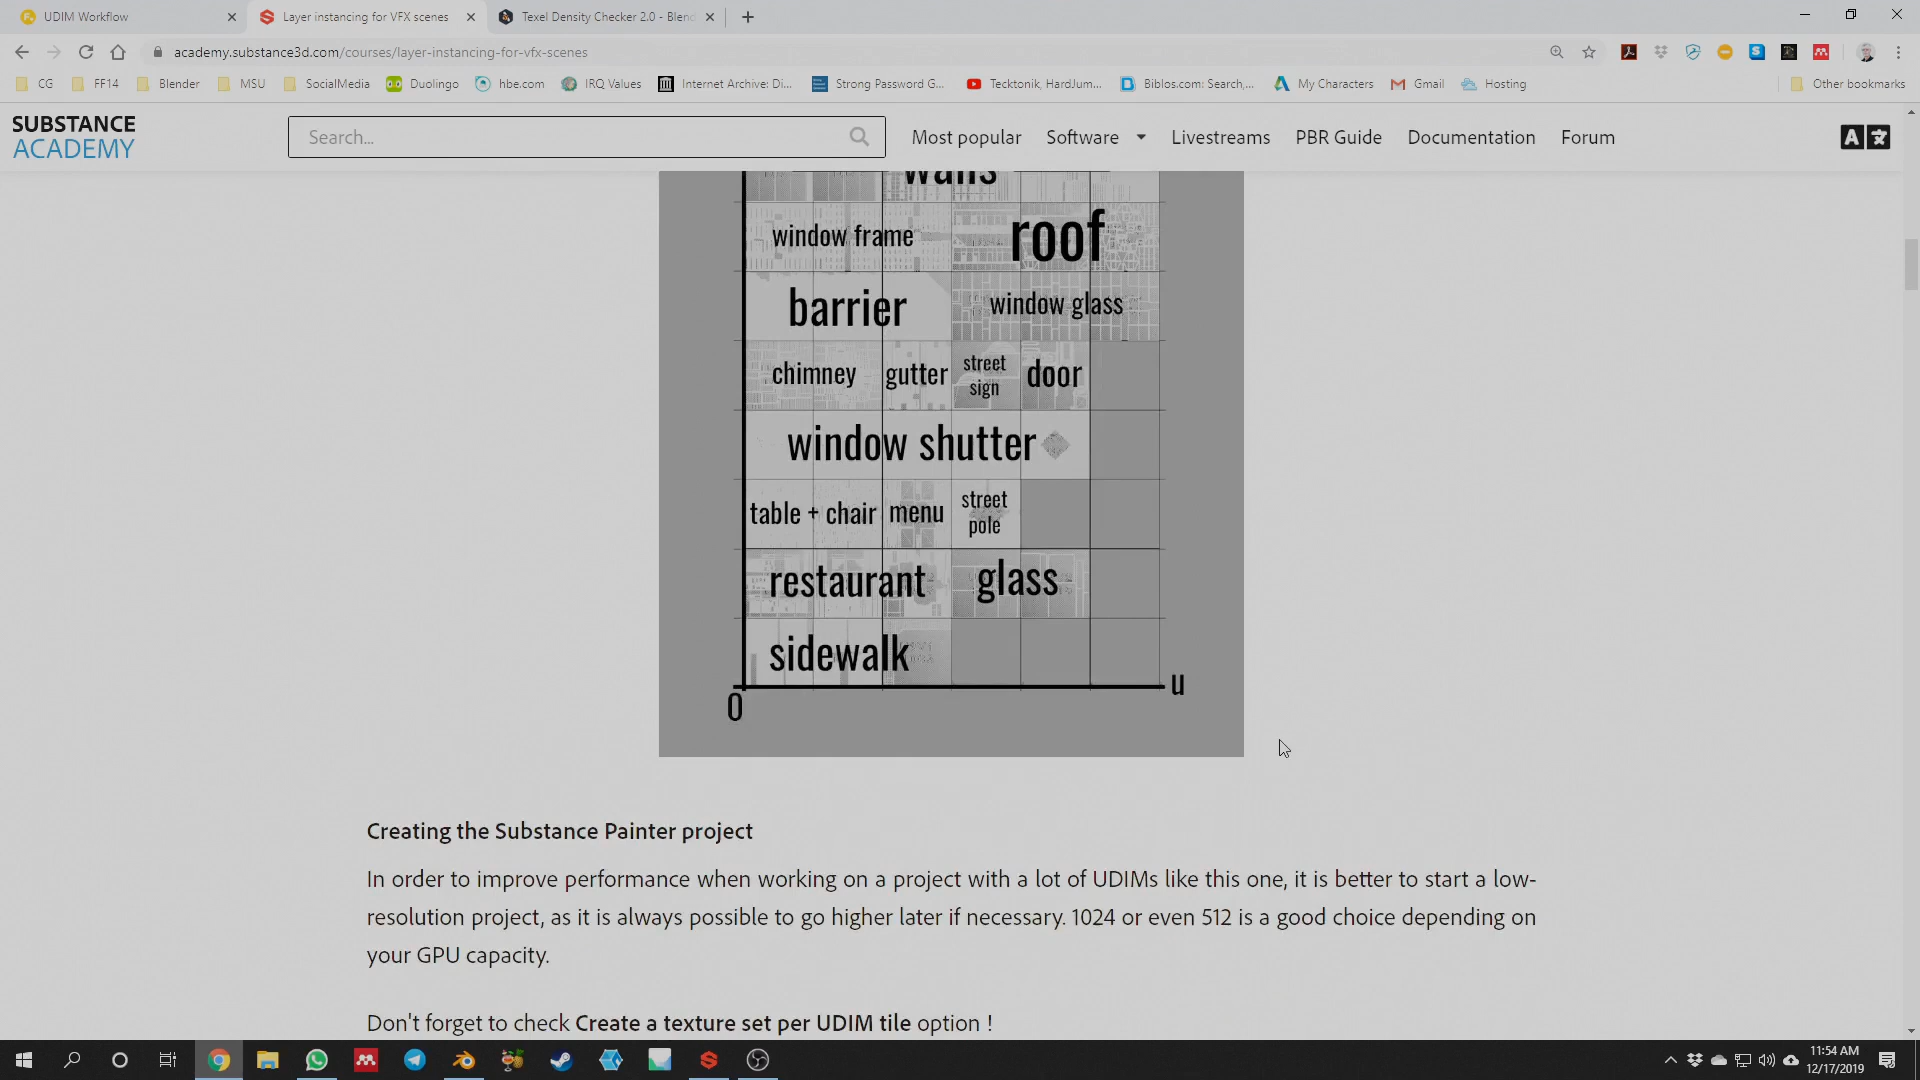 UDIM Workflow
Layer instancing for VFX scenes
Texel Density Checker 2.0 - Blen
academy.substance3d.com/courses/layer-instancing-for-vfx-scenes
CG
FF14
Blender
MSU
SocialMedia
Duolingo
hbe.com
IRQ Values
Internet Archive: Di...
Strong Password G...
Tecktonik, HardJum...
Biblos.com: Search,...
My Characters
Gmail
Hosting
Other bookmarks
SUBSTANCE
ACADEMY
Search...
Most popular
Software
Livestreams
PBR Guide
Documentation
Forum
walls
window frame
roof
barrier
window glass
chimney
gutter
street
sign
door
window shutter
table + chair
menu
street
pole
restaurant
glass
sidewalk
u
0
Creating the Substance Painter project
In order to improve performance when working on a project with a lot of UDIMs like this one, it is better to start a low-
resolution project, as it is always possible to go higher later if necessary. 1024 or even 512 is a good choice depending on
your GPU capacity.
Don't forget to check Create a texture set per UDIM tile option !
11:54 AM
12/17/2019